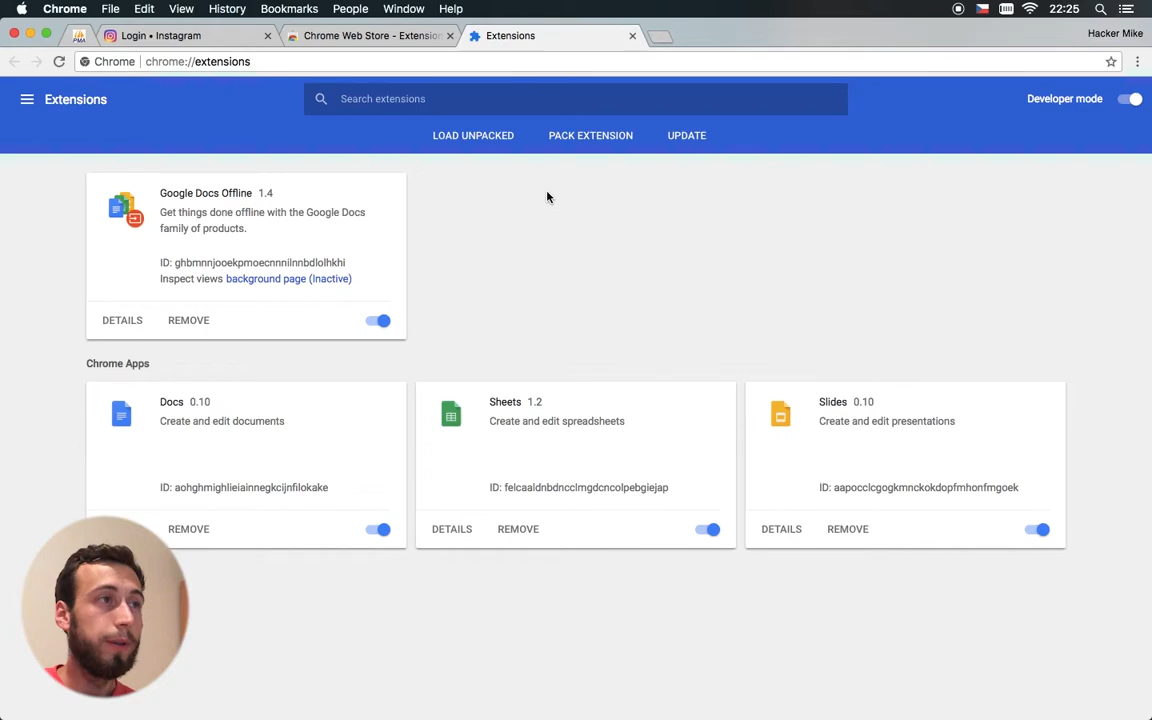 Chrome File Edit View History Bookmarks People Window Help 22:25
PMA Login • Instagram Chrome Web Store - Extension Extensions Hacker Mike
Chrome chrome://extensions
Extensions Search extensions Developer mode
LOAD UNPACKED PACK EXTENSION UPDATE
Google Docs Offline 1.4
Get things done offline with the Google Docs
family of products.
ID: ghbmnnjooekpmoecnnnilnnbdlolhkhi
Inspect views background page (Inactive)
DETAILS REMOVE
Chrome Apps
Docs 0.10
Create and edit documents
ID: aohghmighlieiainnegkcijnfilokake
REMOVE
Sheets 1.2
Create and edit spreadsheets
ID: felcaaldnbdncclmgdcncolpebgiejap
DETAILS REMOVE
Slides 0.10
Create and edit presentations
ID: aapocclcgogkmnckokdopfmhonfmgoek
DETAILS REMOVE